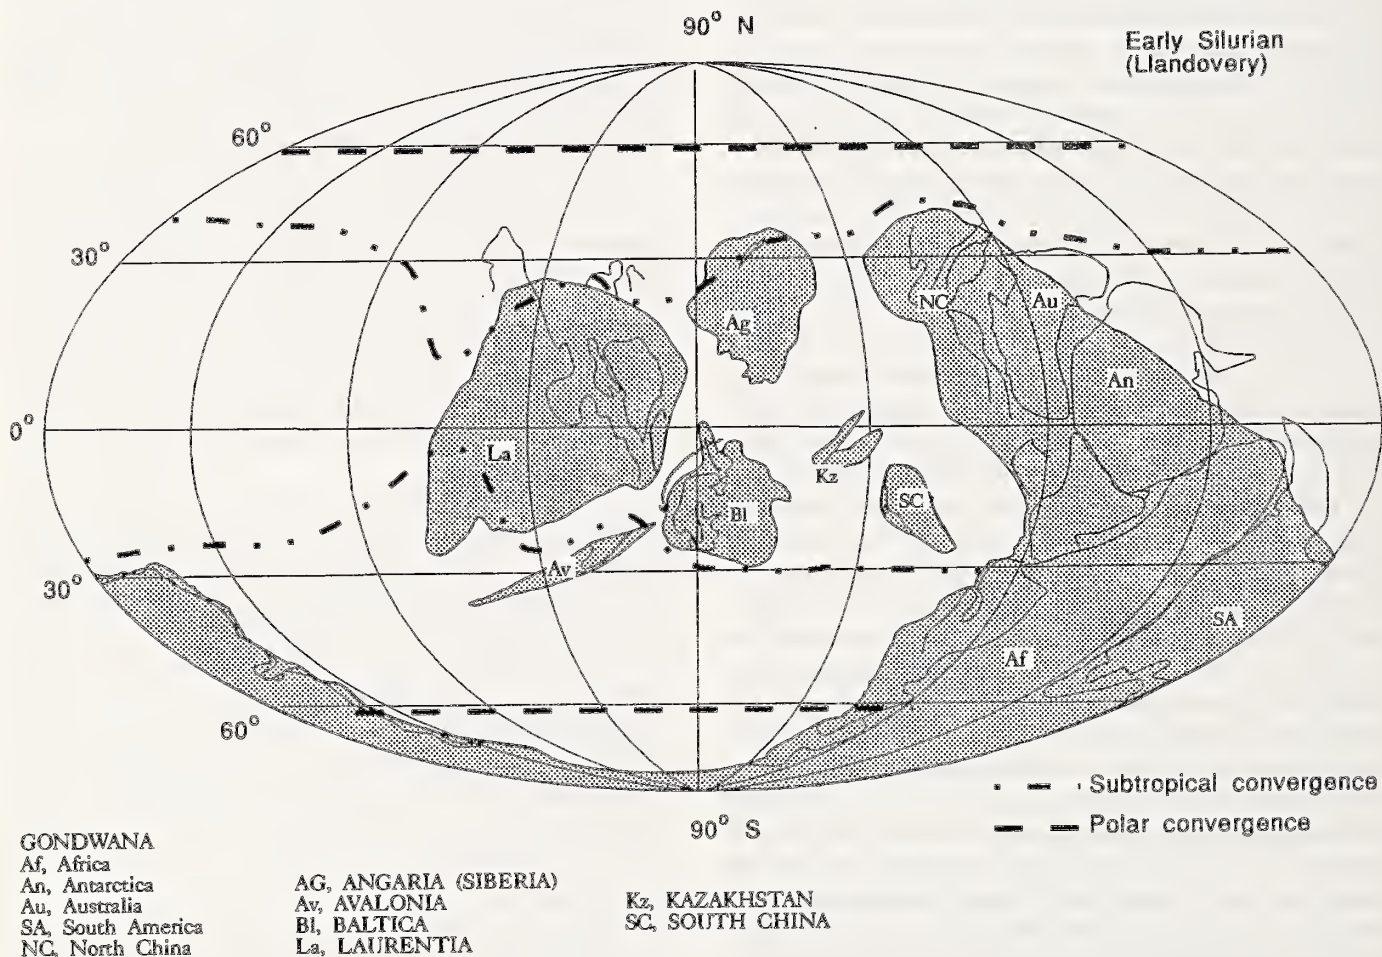 90° N
Early Silurian
(Llandovery)
60°
30°
NC
Au
Ag
An
0°
La
Kz
SC
Bl
Av
30°
SA
Af
60°
Subtropical convergence
Polar convergence
90° S
GONDWANA
Af, Africa
An, Antarctica
Au, Australia
SA, South America
NC, North China
AG, ANGARIA (SIBERIA)
Av, AVALONIA
Bl, BALTICA
La, LAURENTIA
Kz, KAZAKHSTAN
SC, SOUTH CHINA